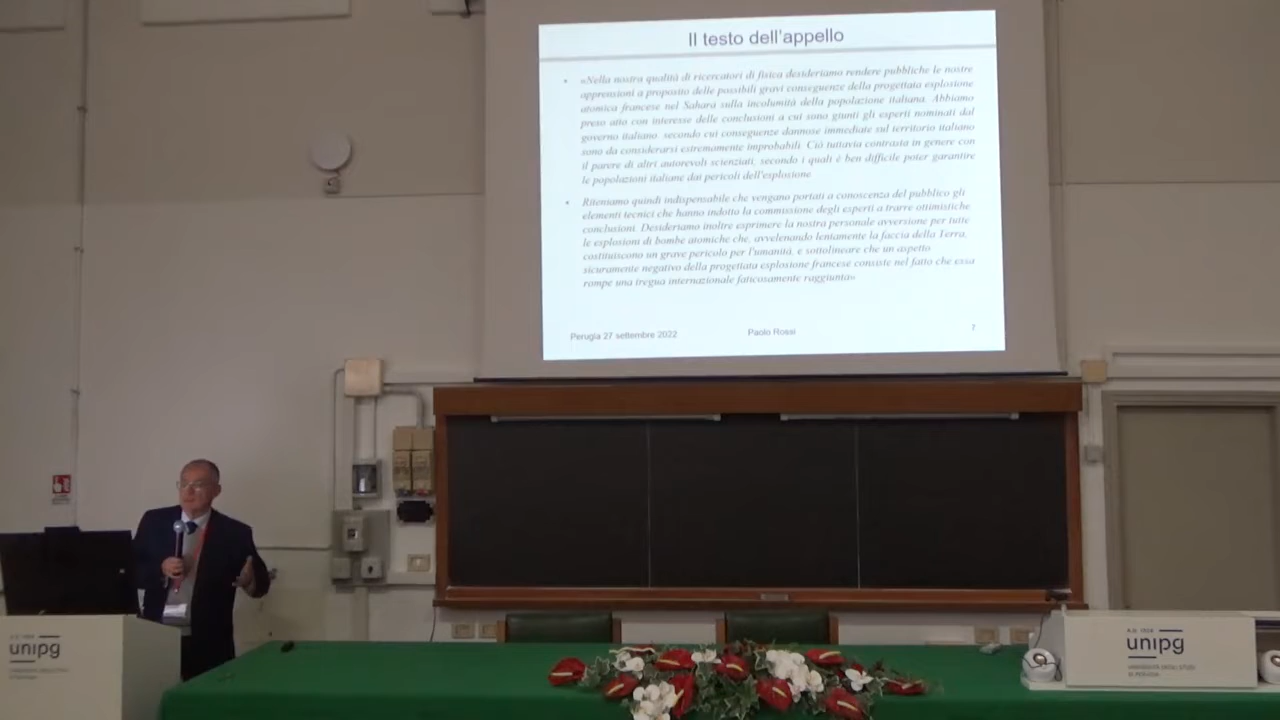 Il testo dell'appello
• «Nella nostra qualità di ricercatori di fisica desideriamo rendere pubbliche le nostre
apprensioni a proposito delle possibili gravi conseguenze della progettata esplosione
atomica francese nel Sahara sulla incolumità della popolazione italiana. Abbiamo
preso atto con interesse delle conclusioni a cui sono giunti gli esperti nominati dal
governo italiano, secondo cui conseguenze dannose immediate sul territorio italiano
sono da considerarsi estremamente improbabili. Ciò tuttavia contrasta in genere con
il parere di altri autorevoli scienziati, secondo i quali è ben difficile poter garantire
le popolazioni italiane dai pericoli dell'esplosione
• Riteniamo quindi indispensabile che vengano portati a conoscenza del pubblico gli
elementi tecnici che hanno indotto la commissione degli esperti a trarre ottimistiche
conclusioni. Desideriamo inoltre esprimere la nostra personale avversione per tutte
le esplosioni di bombe atomiche che, avvelenando lentamente la faccia della Terra,
costituiscono un grave pericolo per l'umanità, e sottolineare che un aspetto
sicuramente negativo della progettata esplosione francese consiste nel fatto che essa
rompe una tregua internazionale faticosamente raggiunta»
Perugia 27 settembre 2022
Paolo Rossi
7
unipg
A.D. 1308
unipg
UNIVERSITÀ DEGLI STUDI
DI PERUGIA